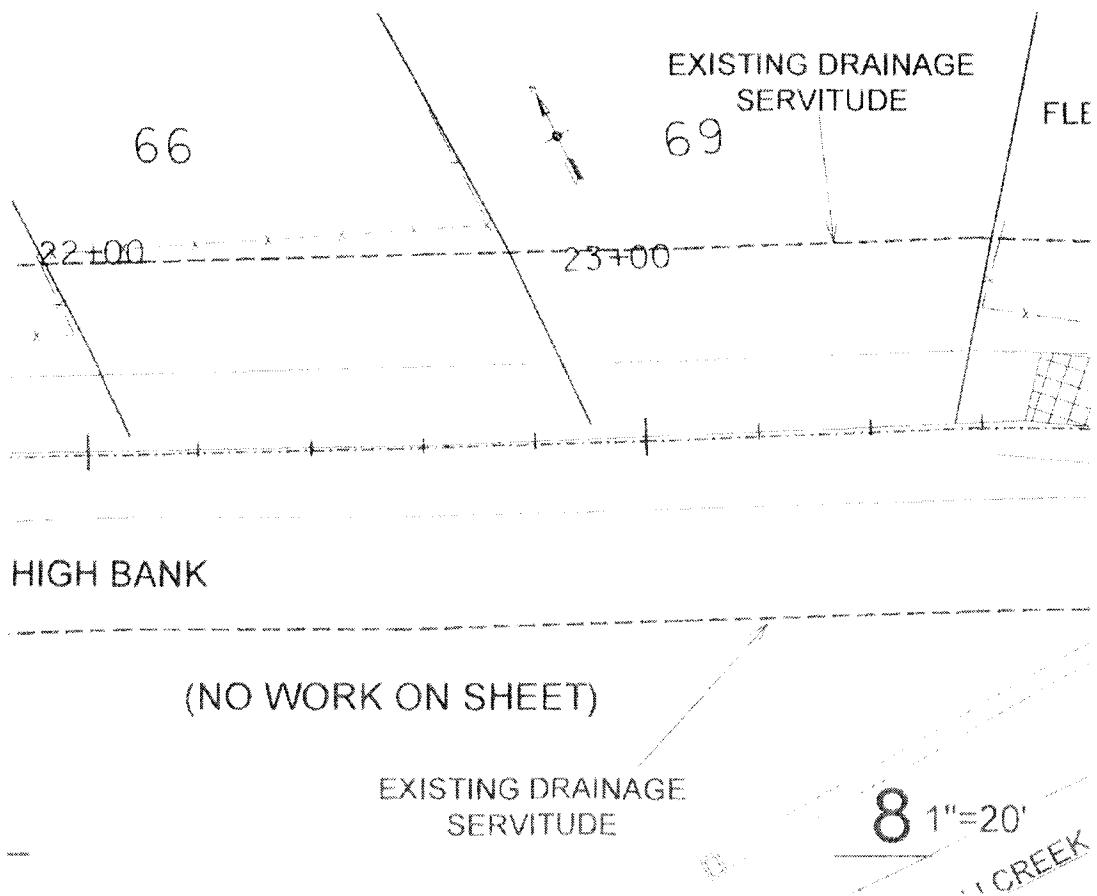 EXISTING DRAINAGE
SERVITUDE
66
69
FLE
22+00
23+00
HIGH BANK
(NO WORK ON SHEET)
EXISTING DRAINAGE
SERVITUDE
8 1"=20'
CREEK